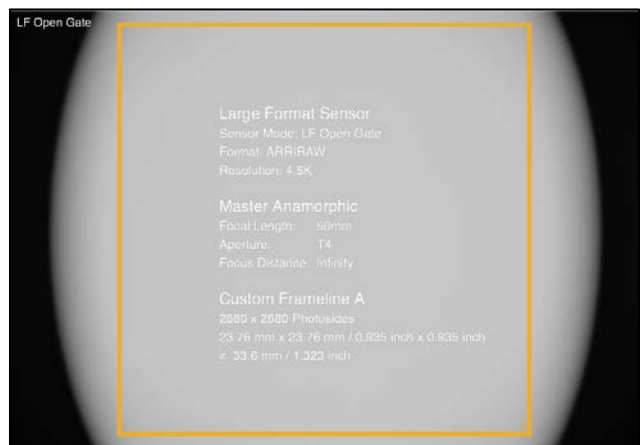 LF Open Gate
Large Format Sensor
Sensor Mode: LF Open Gate
Format: ARRIRAW
Resolution: 4.5K
Master Anamorphic
Focal Length: 50mm
Aperture: T4
Focus Distance: Infinity
Custom Frameline A
2880 x 2880 Photosides
23.76 mm x 23.76 mm / 0.935 inch x 0.935 inch
⌀ 33.6 mm / 1.323 inch